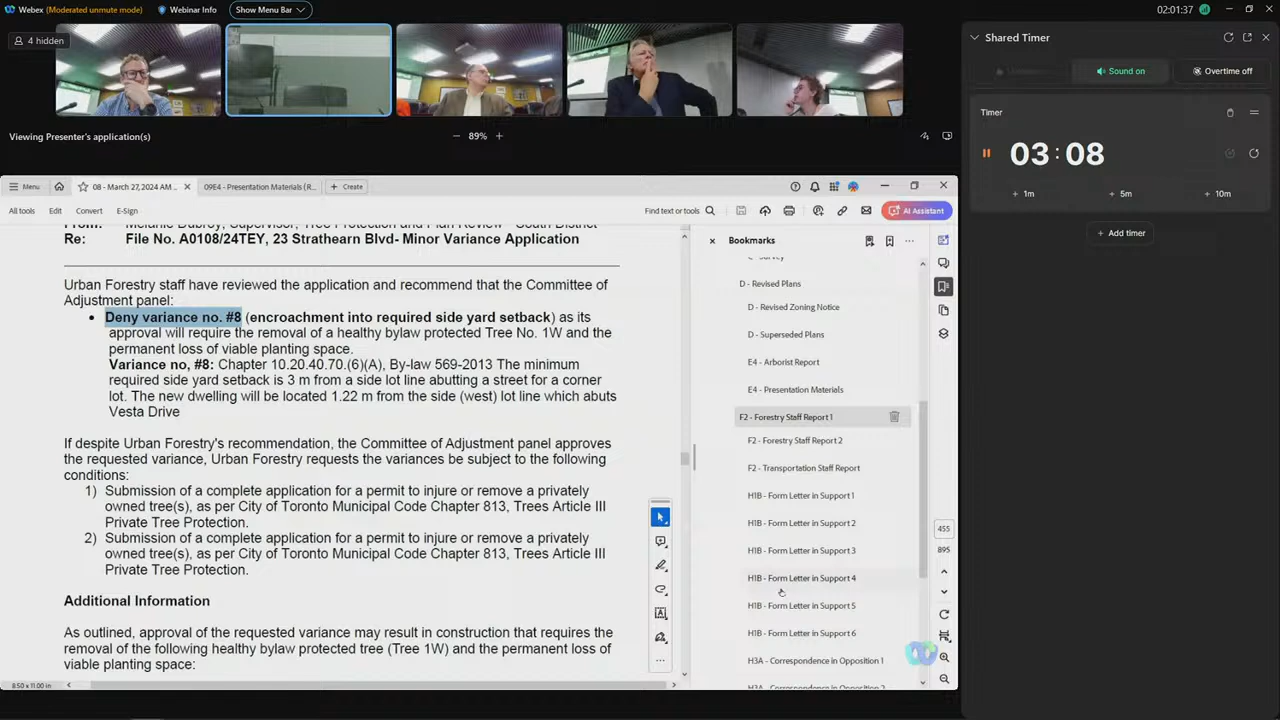 Webex (Moderated unmute mode) Webinar Info Show Menu Bar 02:01:37
4 hidden
Shared Timer
Sound on Overtime off
Viewing Presenter's application(s) 89%
Timer
03:08
+ 1m + 5m + 10m
+ Add timer
Menu 08 - March 27,2024 AM ... 09E4 - Presentation Materials (R... + Create
All tools Edit Convert E-Sign Find text or tools AI Assistant
Re: File No. A0108/24TEY, 23 Strathearn Blvd- Minor Variance Application
Urban Forestry staff have reviewed the application and recommend that the Committee of
Adjustment panel:
• Deny variance no. #8 (encroachment into required side yard setback) as its
approval will require the removal of a healthy bylaw protected Tree No. 1W and the
permanent loss of viable planting space.
Variance no, #8: Chapter 10.20.40.70.(6)(A), By-law 569-2013 The minimum
required side yard setback is 3 m from a side lot line abutting a street for a corner
lot. The new dwelling will be located 1.22 m from the side (west) lot line which abuts
Vesta Drive
If despite Urban Forestry's recommendation, the Committee of Adjustment panel approves
the requested variance, Urban Forestry requests the variances be subject to the following
conditions:
1) Submission of a complete application for a permit to injure or remove a privately
owned tree(s), as per City of Toronto Municipal Code Chapter 813, Trees Article III
Private Tree Protection.
2) Submission of a complete application for a permit to injure or remove a privately
owned tree(s), as per City of Toronto Municipal Code Chapter 813, Trees Article III
Private Tree Protection.
Additional Information
As outlined, approval of the requested variance may result in construction that requires the
removal of the following healthy bylaw protected tree (Tree 1W) and the permanent loss of
viable planting space:
8.50 x 11.00 in
Bookmarks
C - Survey
D - Revised Plans
D - Revised Zoning Notice
D - Superseded Plans
E4 - Arborist Report
E4 - Presentation Materials
F2 - Forestry Staff Report 1
F2 - Forestry Staff Report 2
F2 - Transportation Staff Report
H1B - Form Letter in Support 1
H1B - Form Letter in Support 2
H1B - Form Letter in Support 3
H1B - Form Letter in Support 4
H1B - Form Letter in Support 5
H1B - Form Letter in Support 6
H3A - Correspondence in Opposition 1
H3A - Correspondence in Opposition 2
455
895